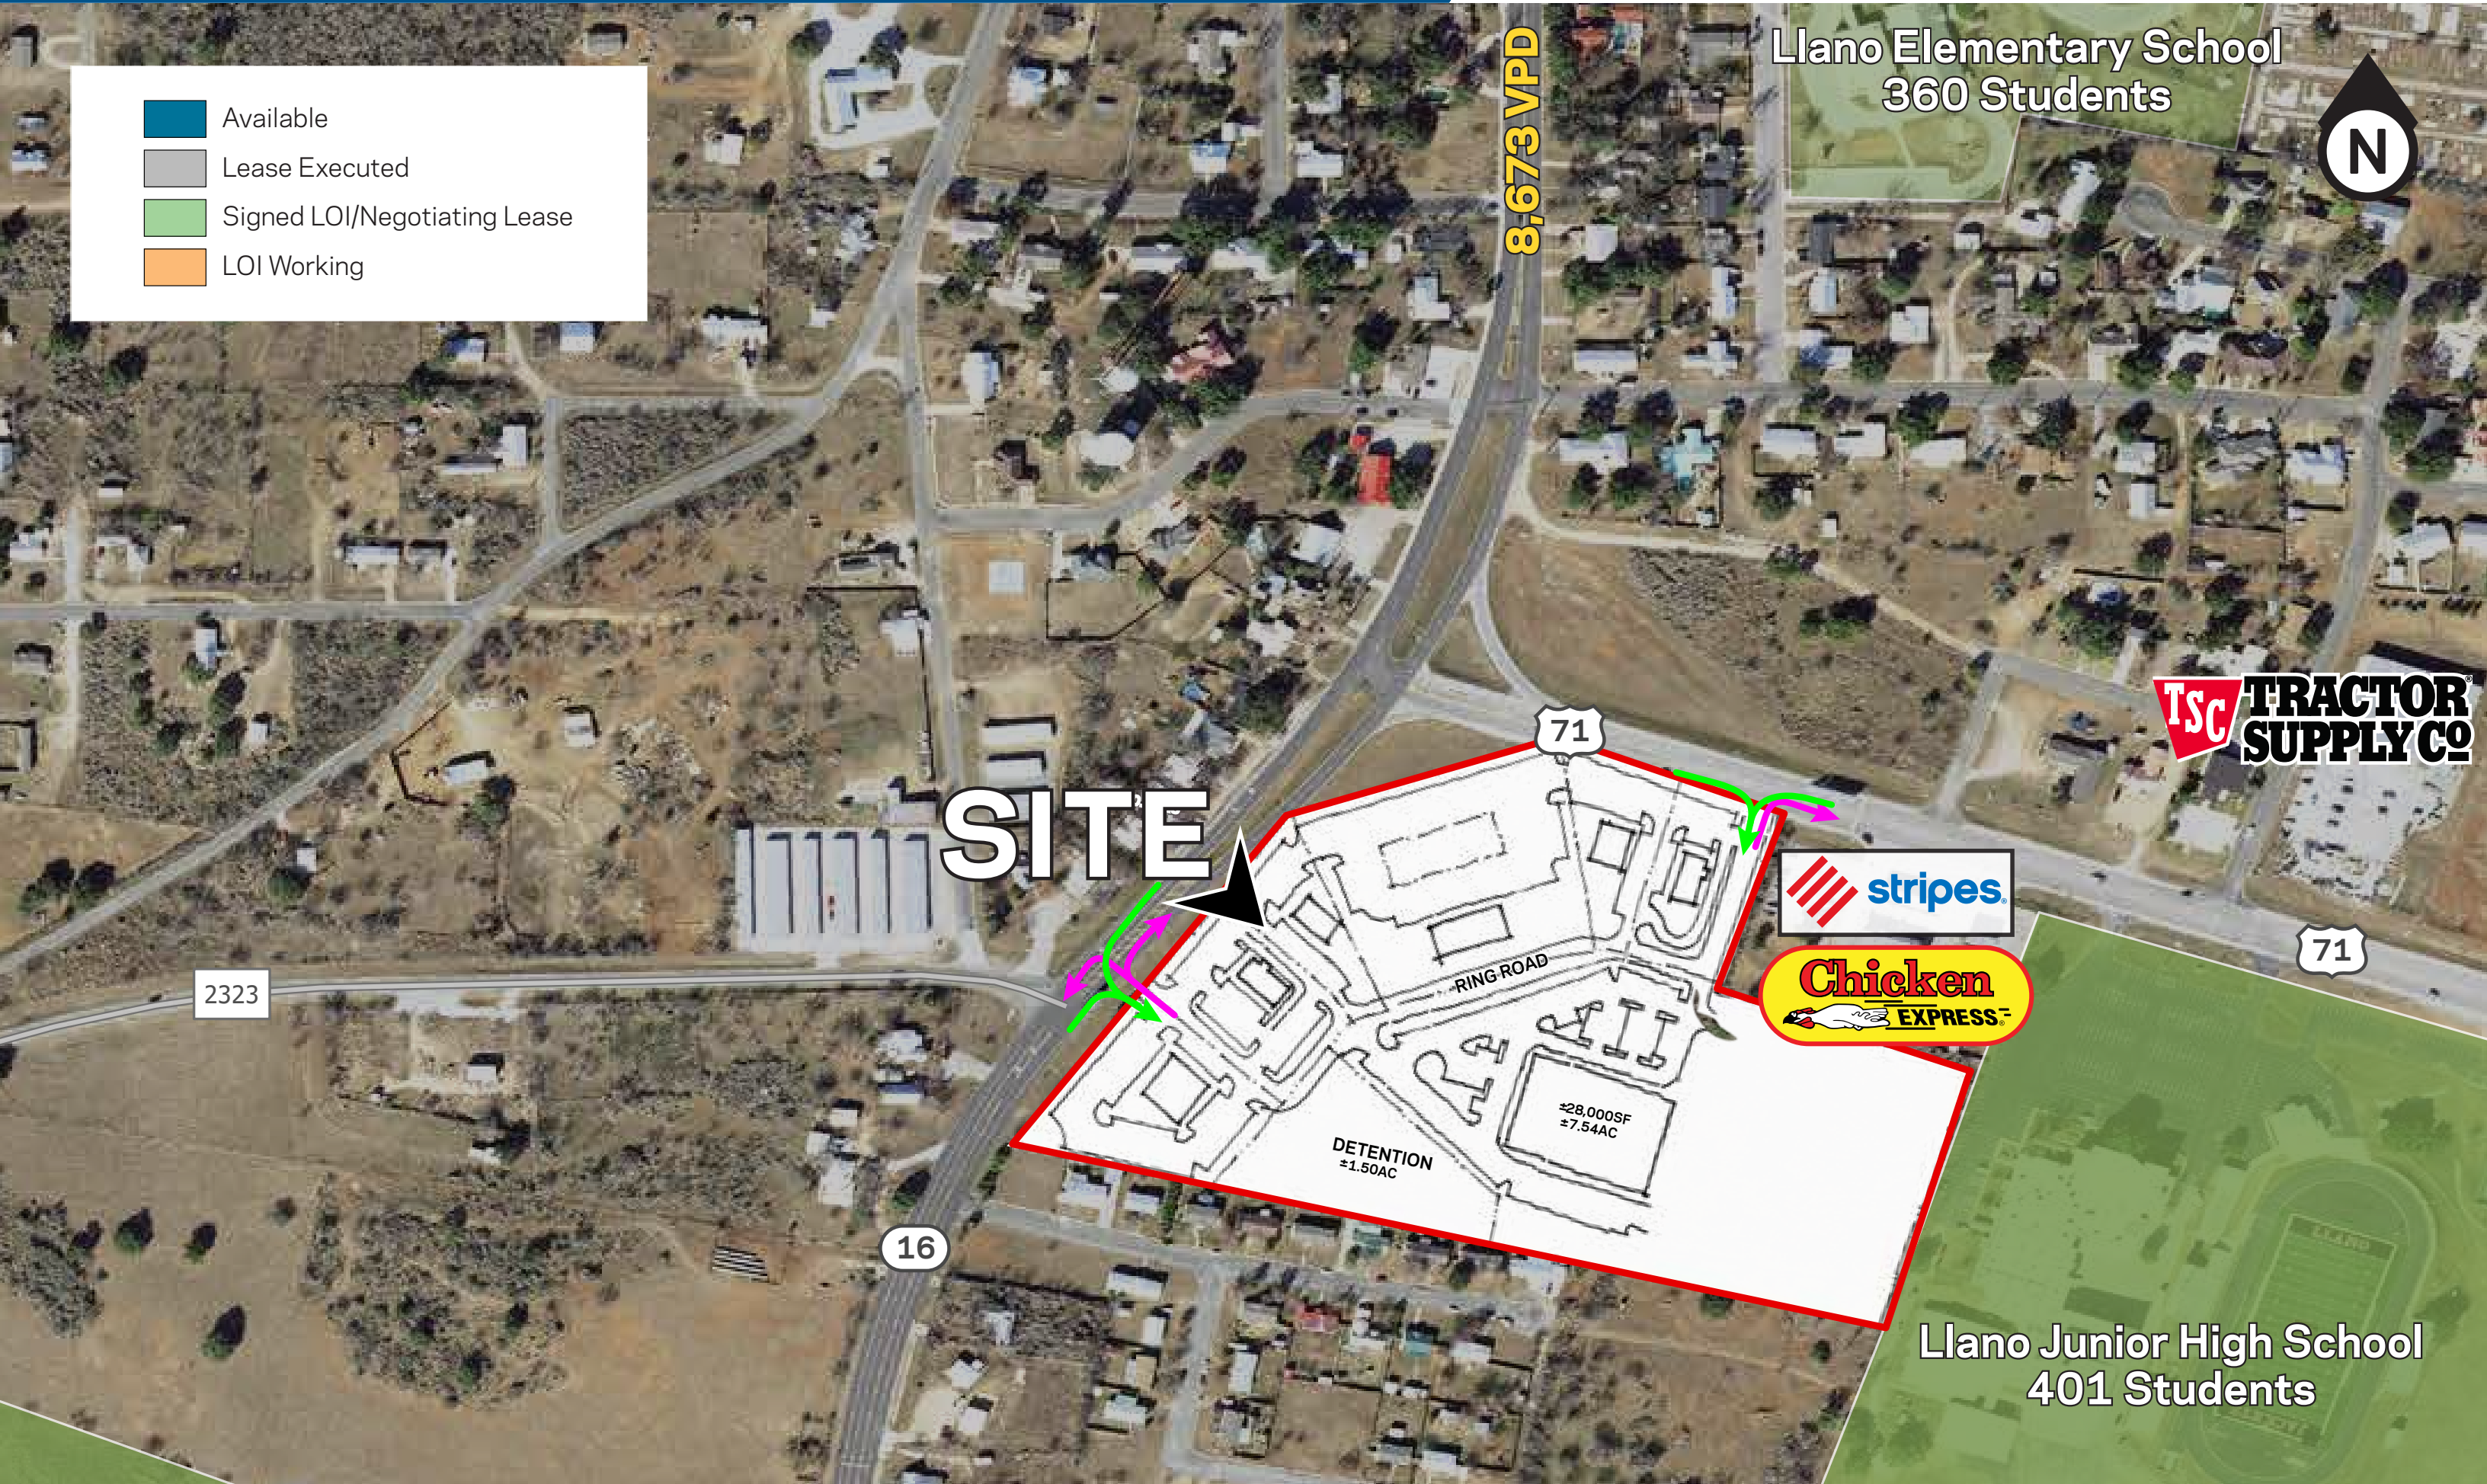 Available
Lease Executed
Signed LOI/Negotiating Lease
LOI Working
8,673 VPD
Llano Elementary School
360 Students
N
TSC TRACTOR
SUPPLY CO
71
SITE
stripes
71
Chicken
EXPRESS
2323
RING ROAD
±28,000SF
±7.54AC
DETENTION
±1.50AC
16
LLANO
Llano Junior High School
401 Students